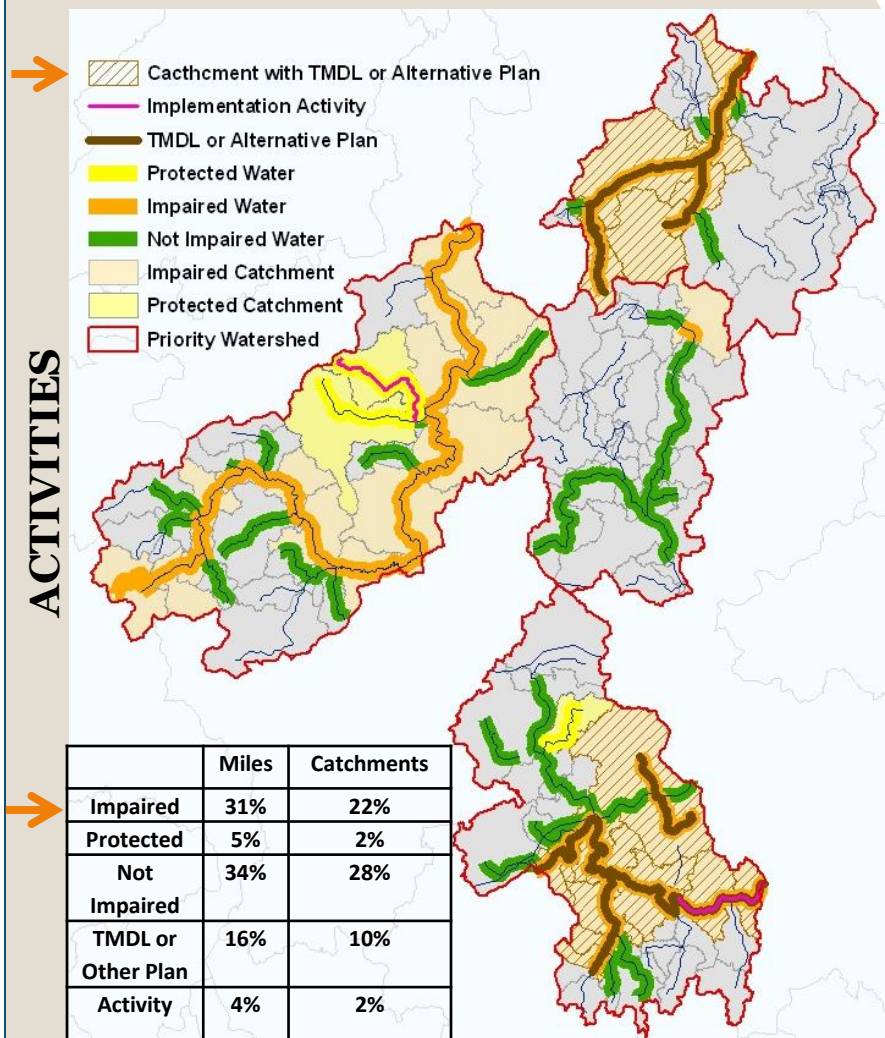 ACTIVITIES
Cacthcment with TMDL or Alternative Plan
Implementation Activity
TMDL or Alternative Plan
Protected Water
Impaired Water
Not Impaired Water
Impaired Catchment
Protected Catchment
Priority Watershed
Miles Catchments
Impaired 31% 22%
Protected 5% 2%
Not 34% 28%
Impaired
TMDL or 16% 10%
Other Plan
Activity 4% 2%